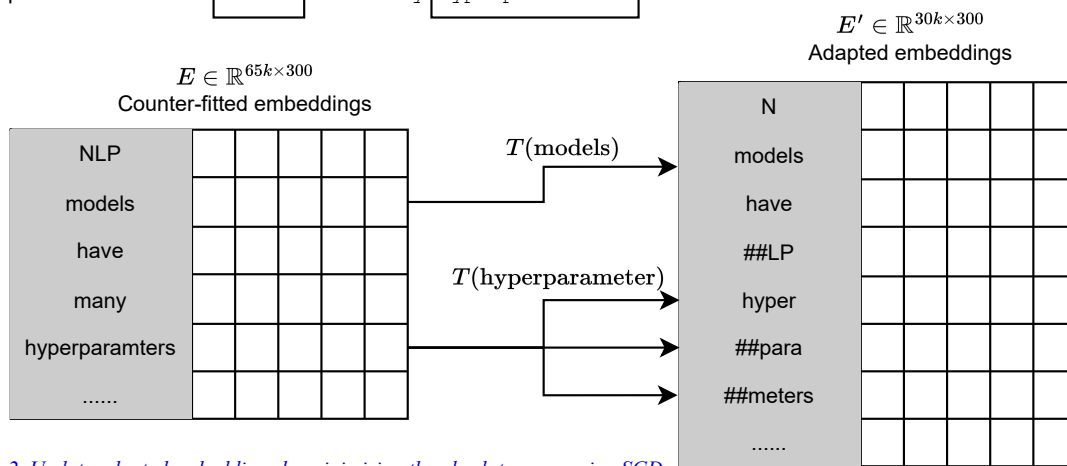 E′ ∈ ℝ^{30k×300}
Adapted embeddings
E ∈ ℝ^{65k×300}
Counter-fitted embeddings
NLP
models
have
many
hyperparamters
......
T(models)
T(hyperparameter)
N
models
have
##LP
hyper
##para
##meters
......